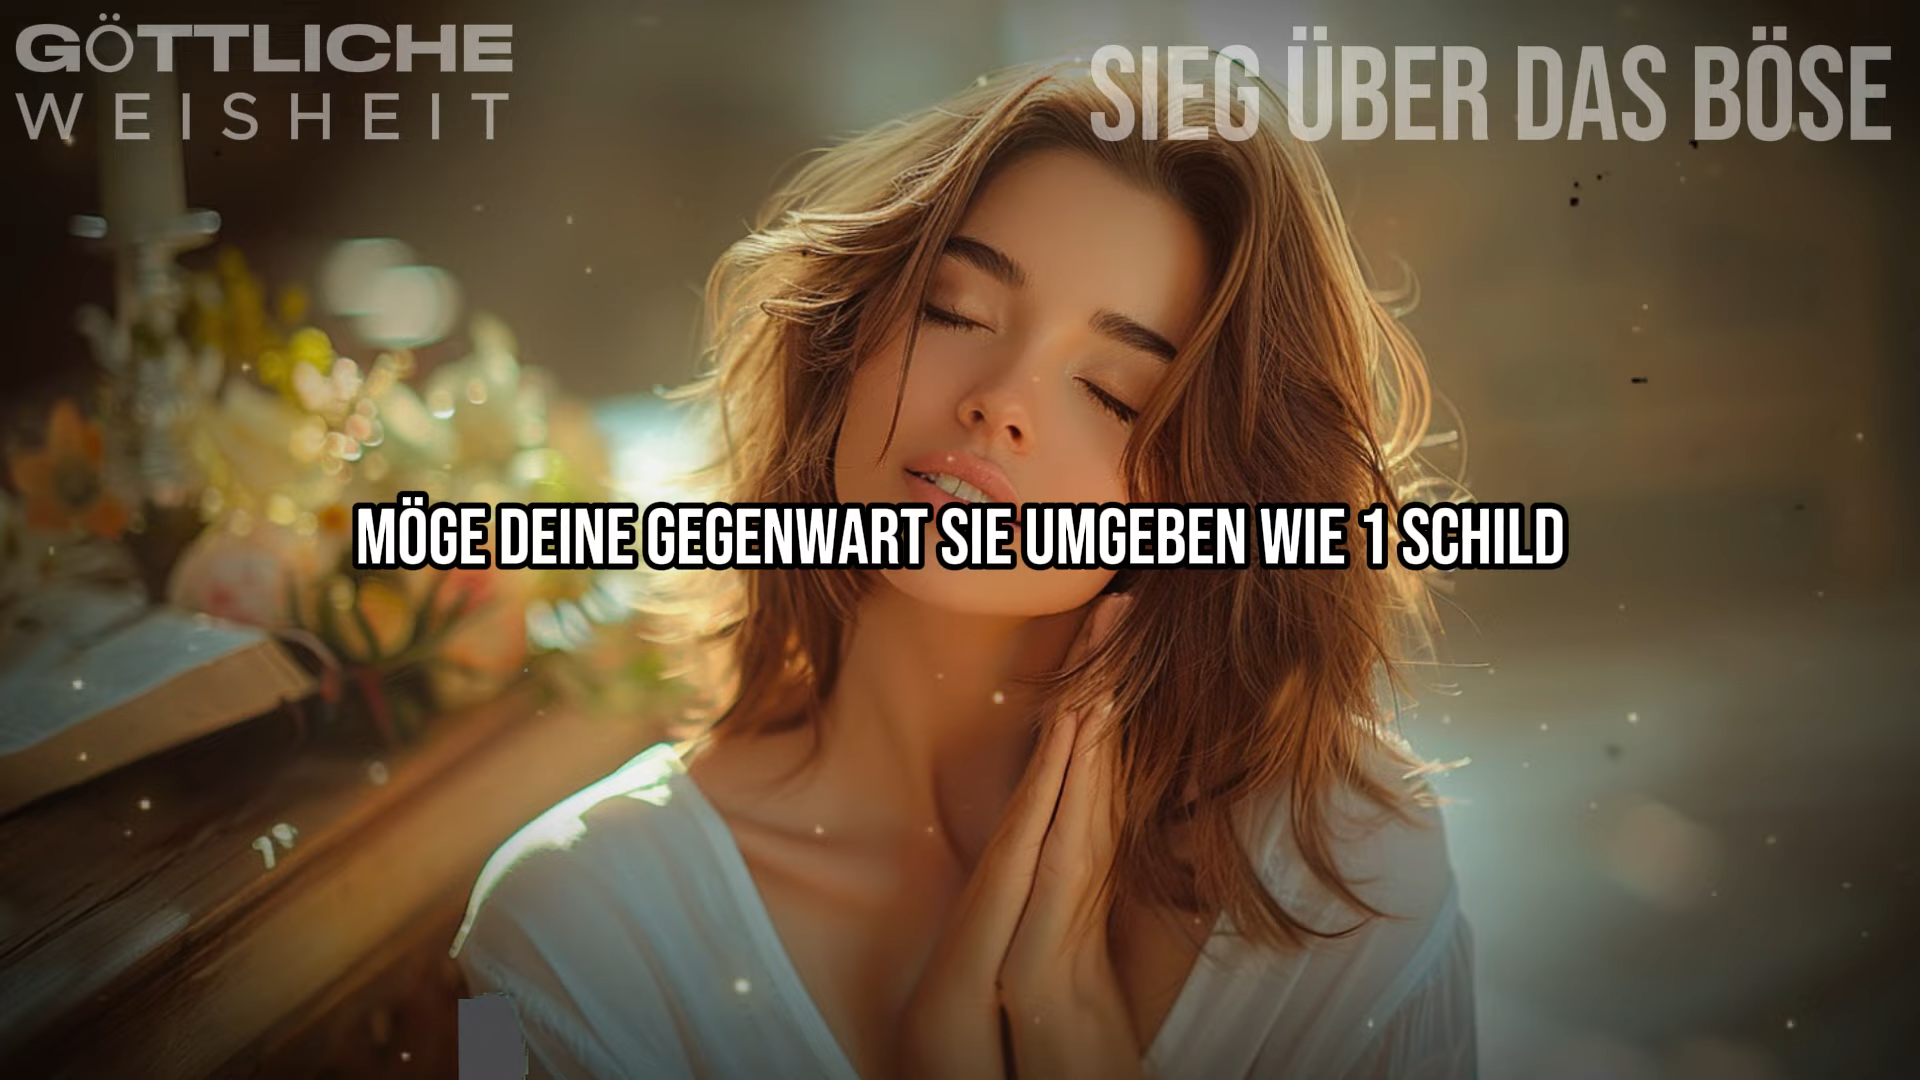 GÖTTLICHE
WEISHEIT
SIEG ÜBER DAS BÖSE
MÖGE DEINE GEGENWART SIE UMGEBEN WIE 1 SCHILD